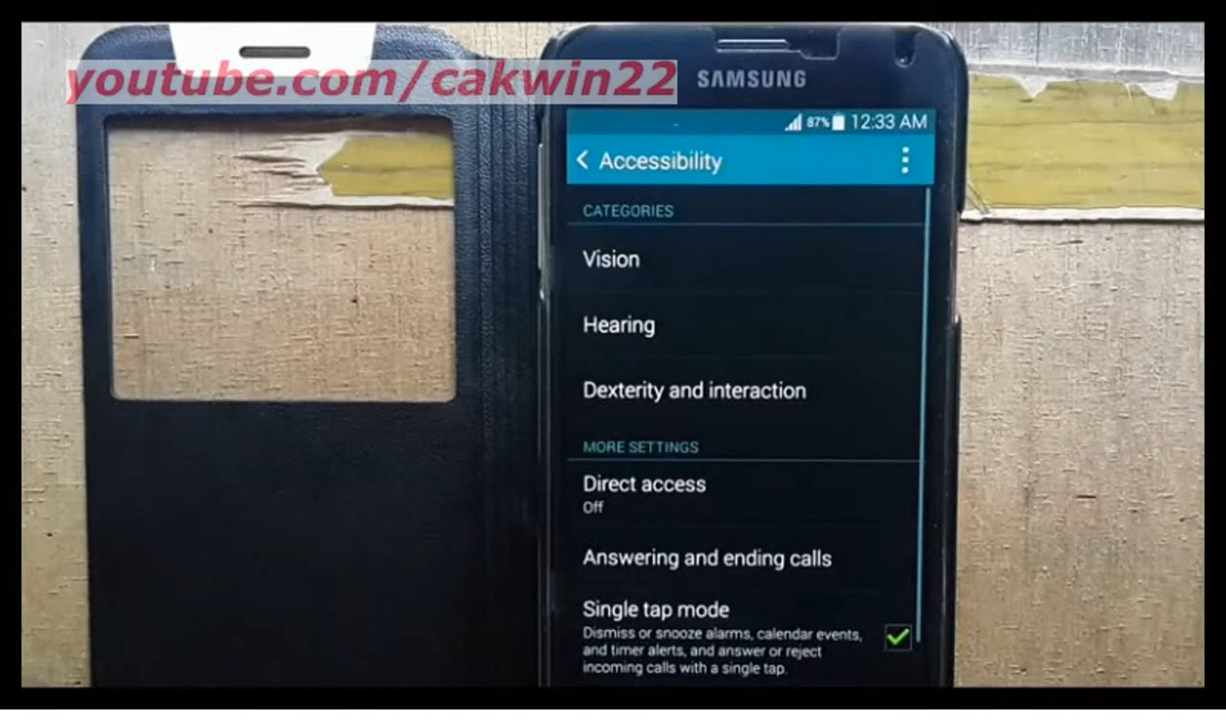 youtube.com/cakwin22
SAMSUNG
87% 12:33 AM
< Accessibility
CATEGORIES
Vision
Hearing
Dexterity and interaction
MORE SETTINGS
Direct access
Off
Answering and ending calls
Single tap mode
Dismiss or snooze alarms, calendar events,
and timer alerts, and answer or reject
incoming calls with a single tap.